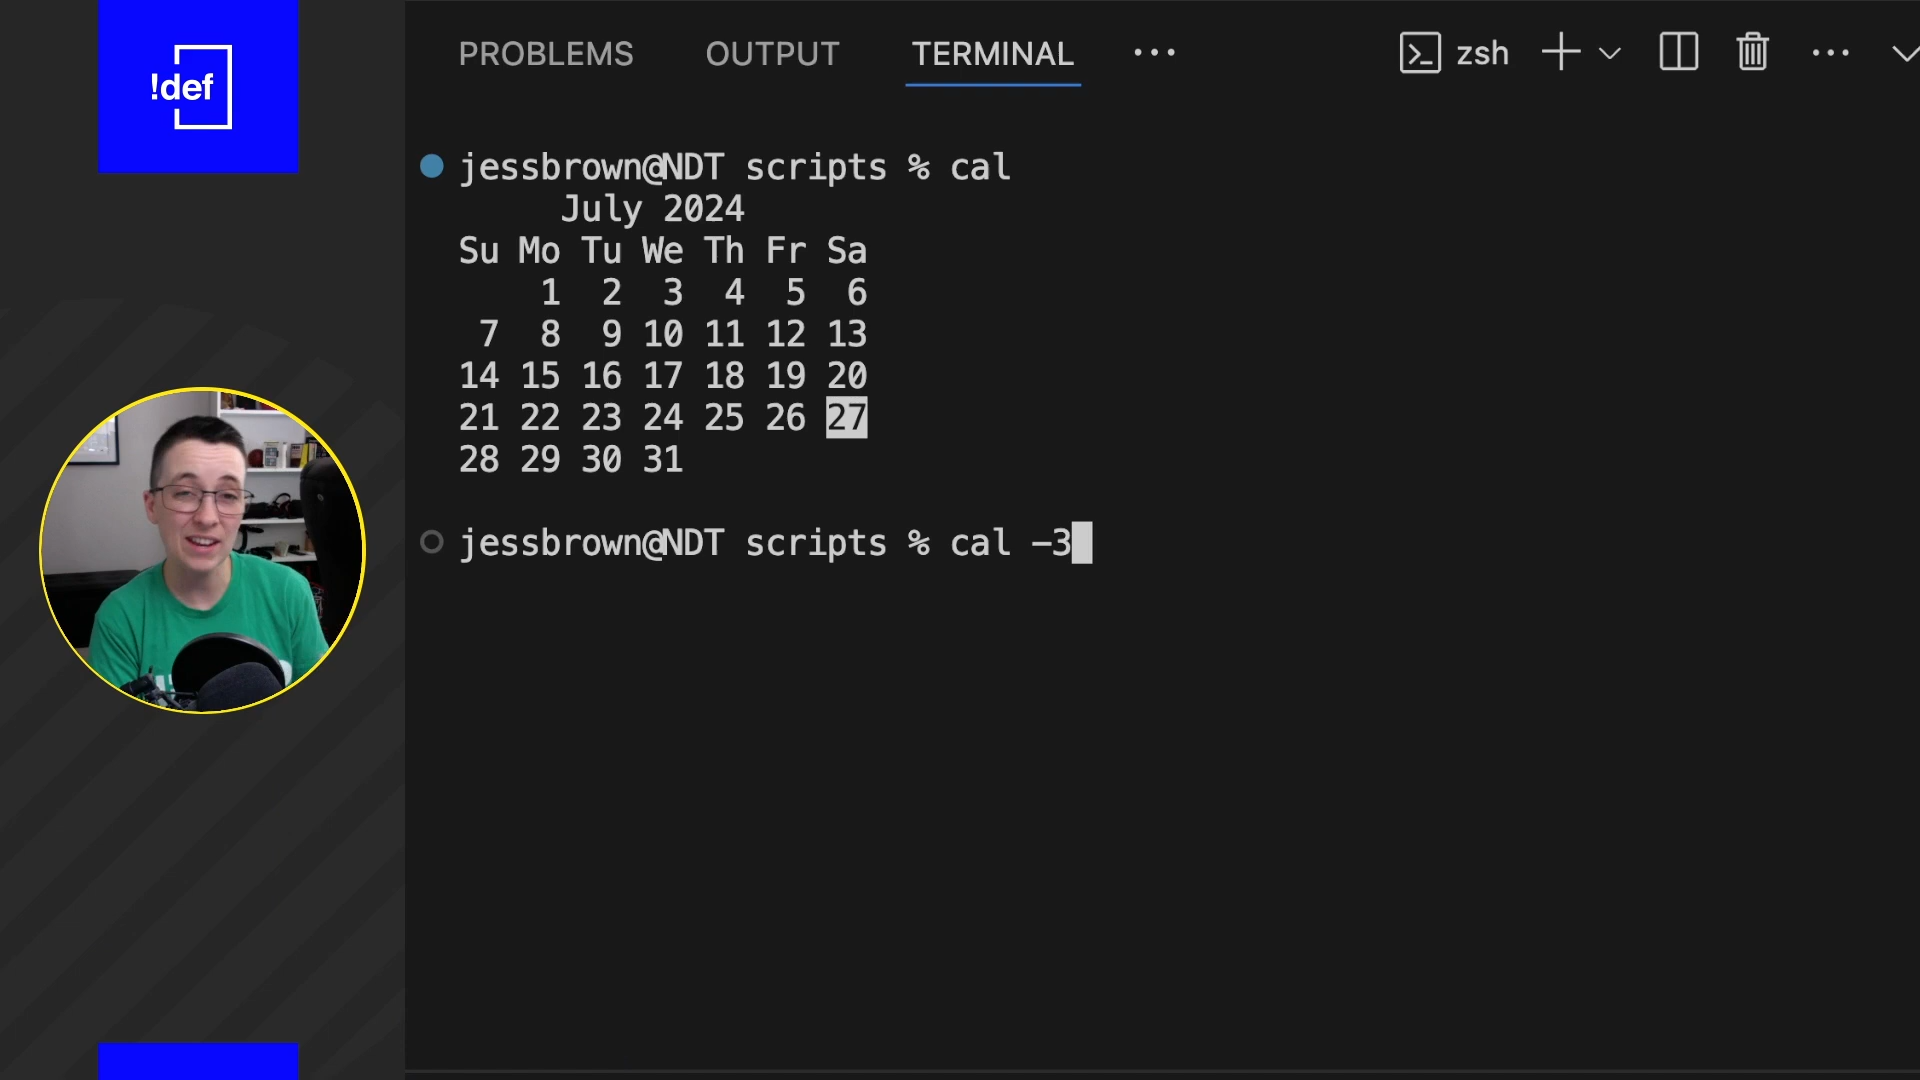 !def
PROBLEMS OUTPUT TERMINAL ... zsh
jessbrown@NDT scripts % cal
July 2024
Su Mo Tu We Th Fr Sa
1 2 3 4 5 6
7 8 9 10 11 12 13
14 15 16 17 18 19 20
21 22 23 24 25 26 27
28 29 30 31
jessbrown@NDT scripts % cal -3